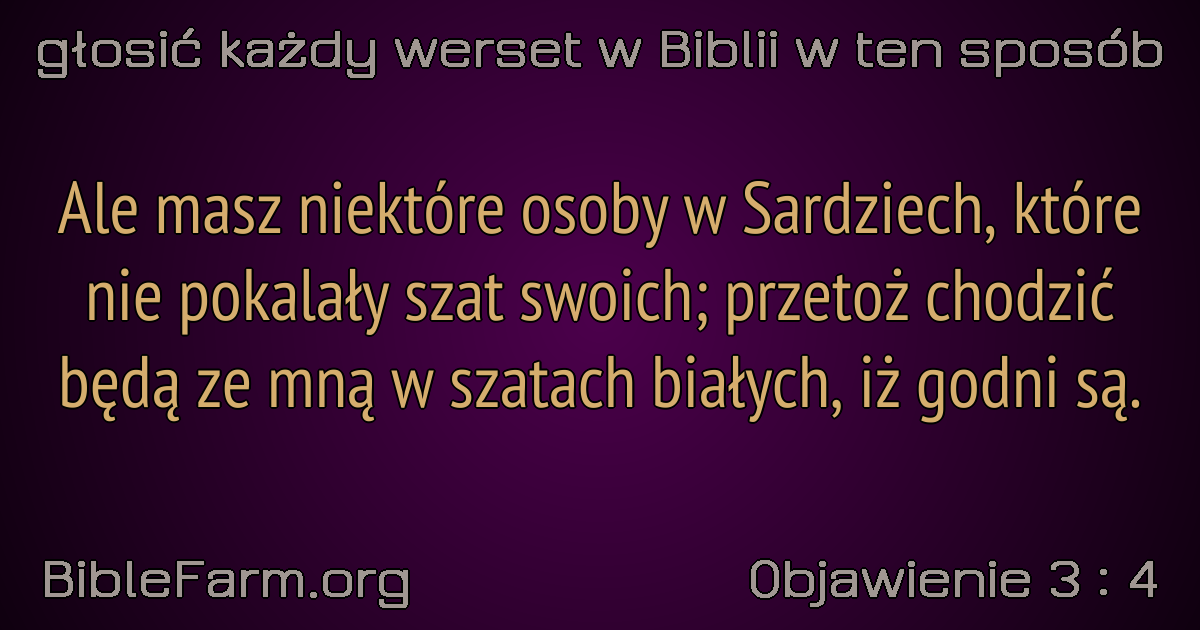 głosić każdy werset w Biblii w ten sposób
Ale masz niektóre osoby w Sardziech, które
nie pokalały szat swoich; przetoż chodzić
będą ze mną w szatach białych, iż godni są.
BibleFarm.org
Objawienie 3 : 4